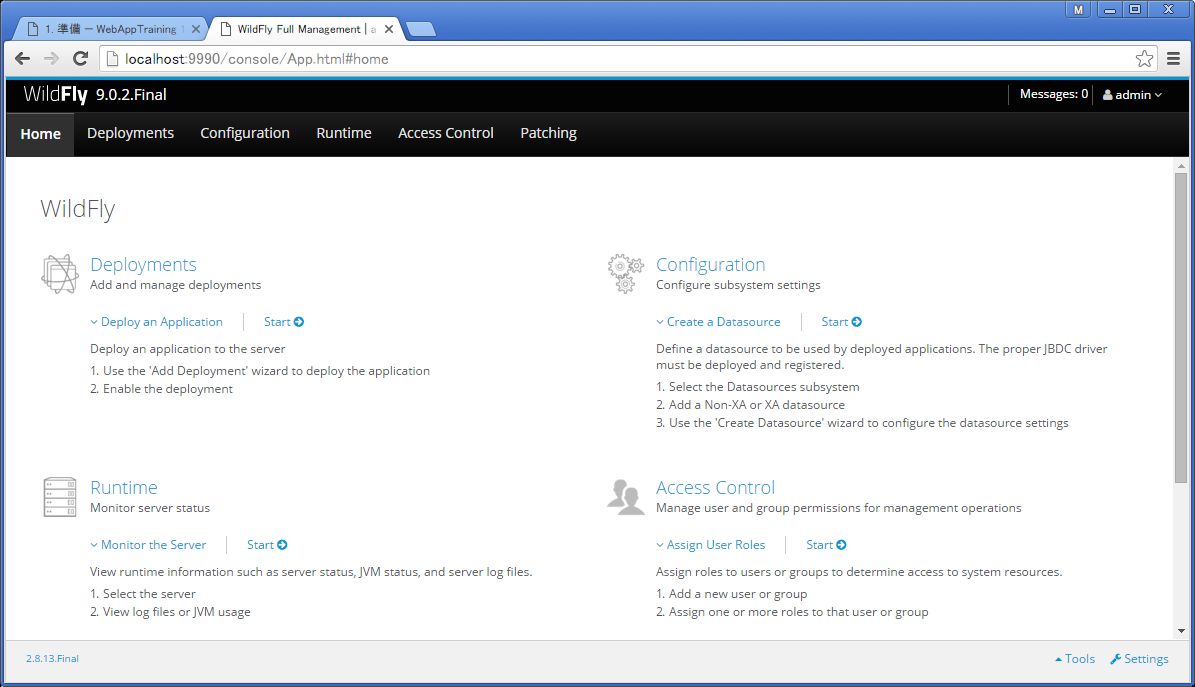 M
1. 準備 — WebAppTraining 1
WildFly Full Management | a
localhost:9990/console/App.html#home
WildFly 9.0.2.Final
Messages: 0
admin
Home Deployments Configuration Runtime Access Control Patching
WildFly
Deployments
Add and manage deployments
Deploy an Application
Start
Deploy an application to the server
1. Use the 'Add Deployment' wizard to deploy the application
2. Enable the deployment
Configuration
Configure subsystem settings
Create a Datasource
Start
Define a datasource to be used by deployed applications. The proper JBDC driver
must be deployed and registered.
1. Select the Datasources subsystem
2. Add a Non-XA or XA datasource
3. Use the 'Create Datasource' wizard to configure the datasource settings
Runtime
Monitor server status
Monitor the Server
Start
View runtime information such as server status, JVM status, and server log files.
1. Select the server
2. View log files or JVM usage
Access Control
Manage user and group permissions for management operations
Assign User Roles
Start
Assign roles to users or groups to determine access to system resources.
1. Add a new user or group
2. Assign one or more roles to that user or group
2.8.13.Final
Tools
Settings